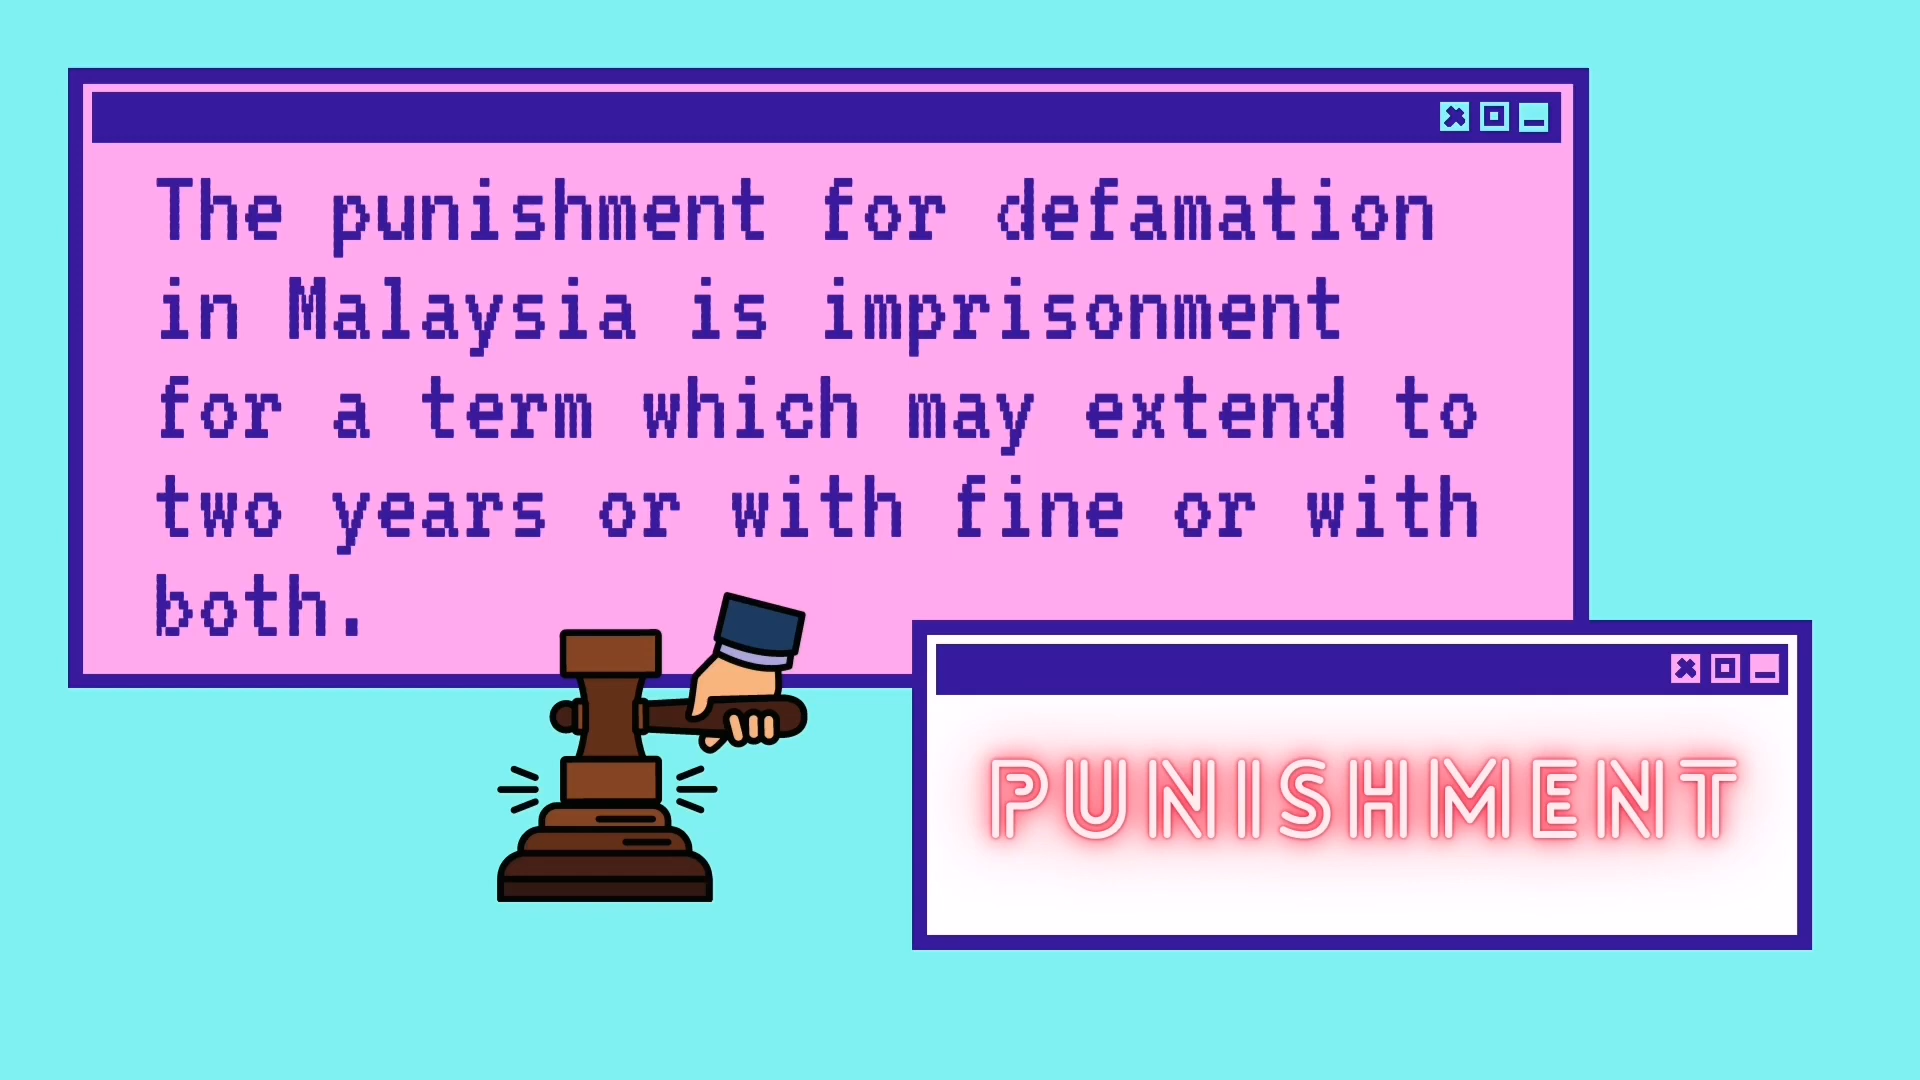 The punishment for defamation
in Malaysia is imprisonment
for a term which may extend to
two years or with fine or with
both.
PUNISHMENT